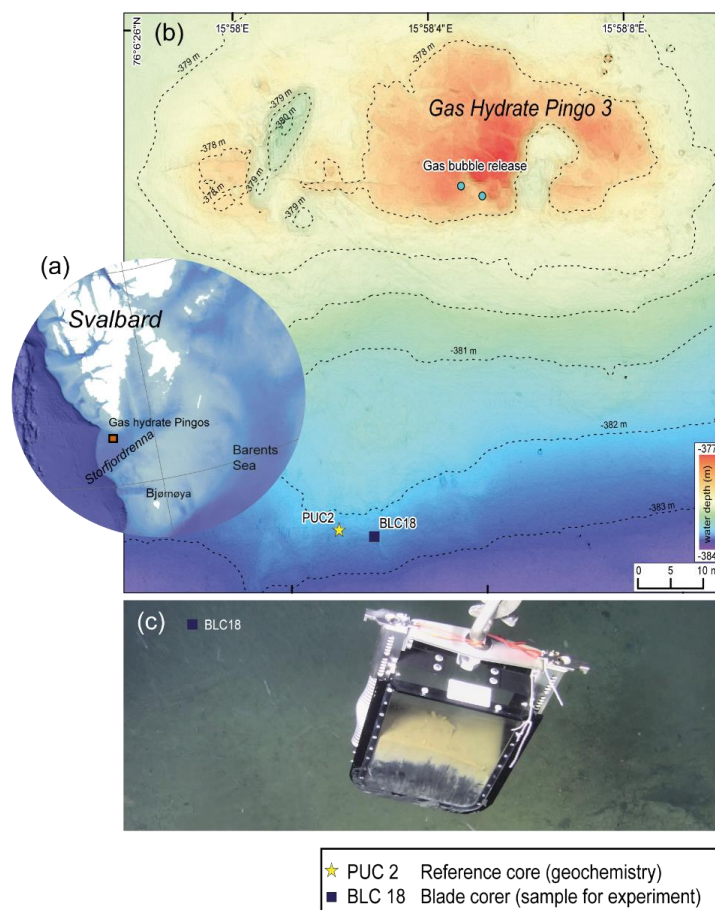 15°58'E
15°58'4"E
15°58'8"E
76°6'26"N
(b)
-379 m
-378 m
-379 m
-380 m
Gas Hydrate Pingo 3
-378 m
Gas bubble release
-378 m
-379 m
-379 m
(a)
Svalbard
-381 m
Gas hydrate Pingos
Storfjordrenna
Barents
Sea
-382 m
Bjørnøya
-377
water depth (m)
-384
-383 m
PUC2
BLC18
0 5 10 m
(c)
BLC18
PUC 2 Reference core (geochemistry)
BLC 18 Blade corer (sample for experiment)